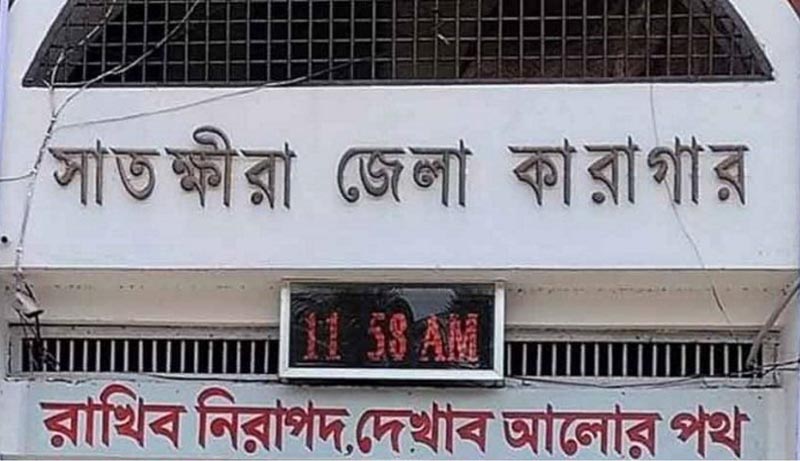 সাতক্ষীরা জেলা কারাগার
11 58 AM
রাখিব নিরাপদ,দেখাব আলোর পথ